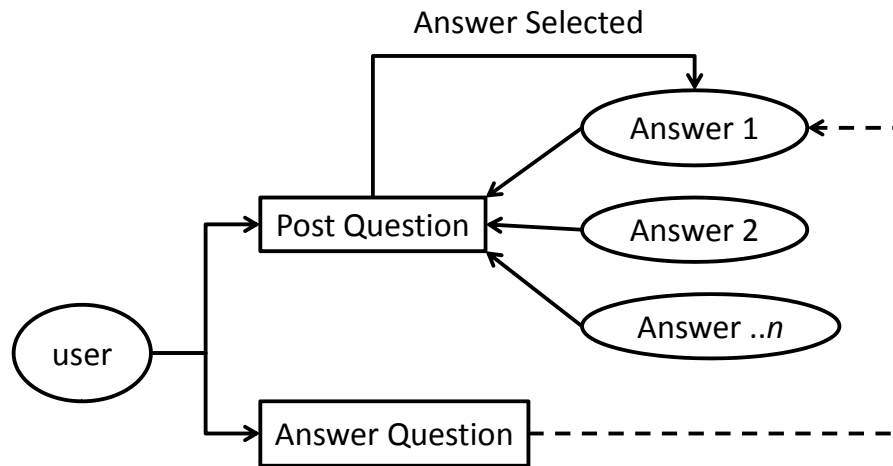 Answer Selected
Answer 1
Post Question
Answer 2
Answer ..n
user
Answer Question